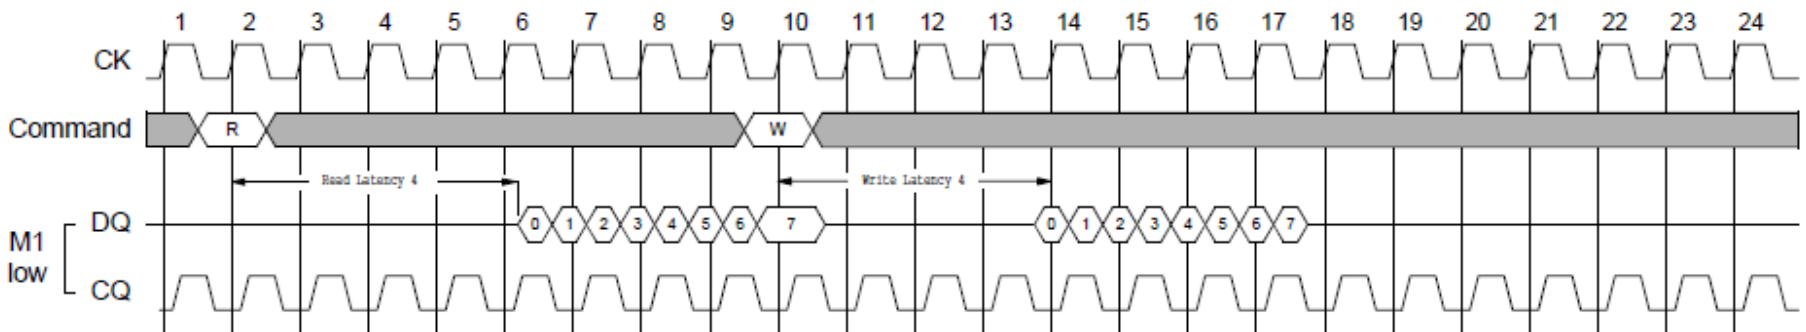 1 2 3 4 5 6 7 8 9 10 11 12 13 14 15 16 17 18 19 20 21 22 23 24
CK
Command R W
Read Latency 4 Write Latency 4
DQ 0 1 2 3 4 5 6 7 0 1 2 3 4 5 6 7
M1
low
CQ